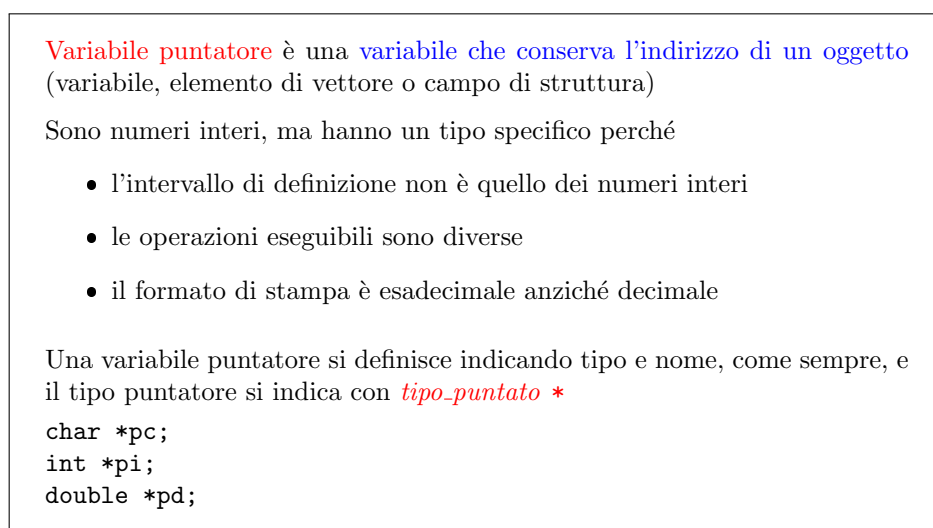 Variabile puntatore è una variabile che conserva l'indirizzo di un oggetto
(variabile, elemento di vettore o campo di struttura)
Sono numeri interi, ma hanno un tipo specifico perché
• l'intervallo di definizione non è quello dei numeri interi
• le operazioni eseguibili sono diverse
• il formato di stampa è esadecimale anziché decimale
Una variabile puntatore si definisce indicando tipo e nome, come sempre, e
il tipo puntatore si indica con tipo_puntato *
char *pc;
int *pi;
double *pd;